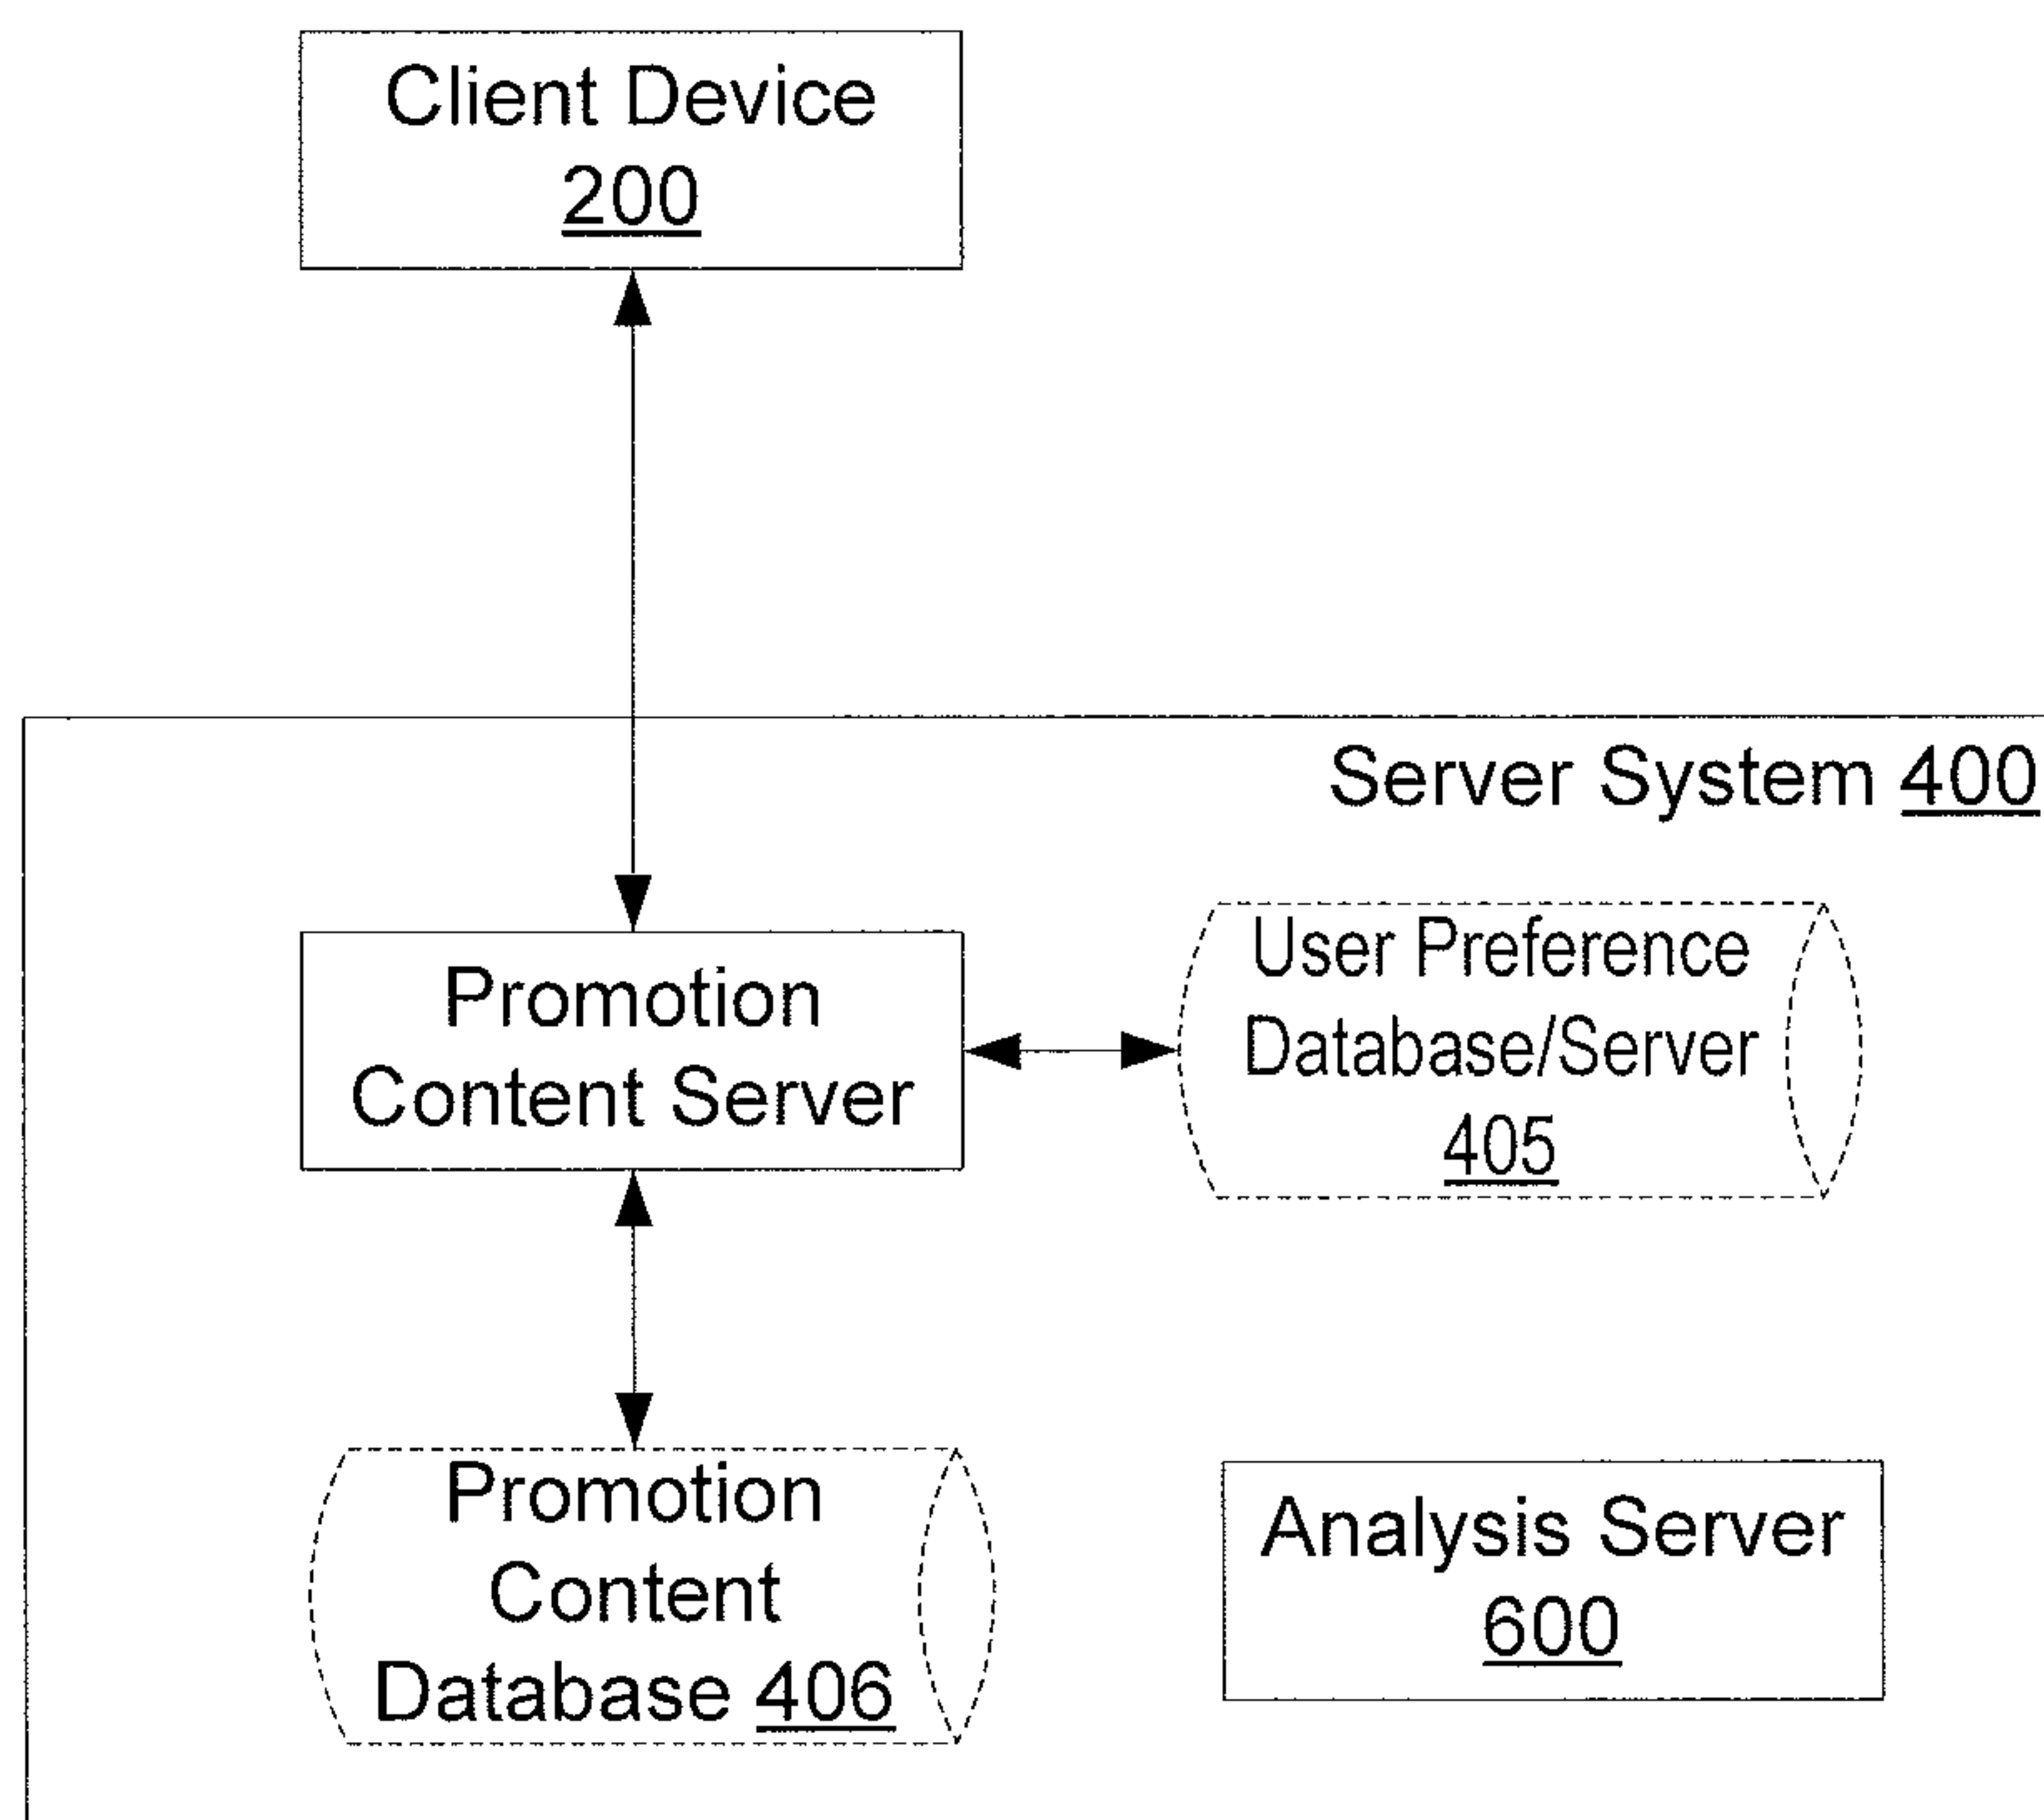 Client Device
200
Server System 400
Promotion
Content Server
User Preference
Database/Server
405
Promotion
Content
Database 406
Analysis Server
600